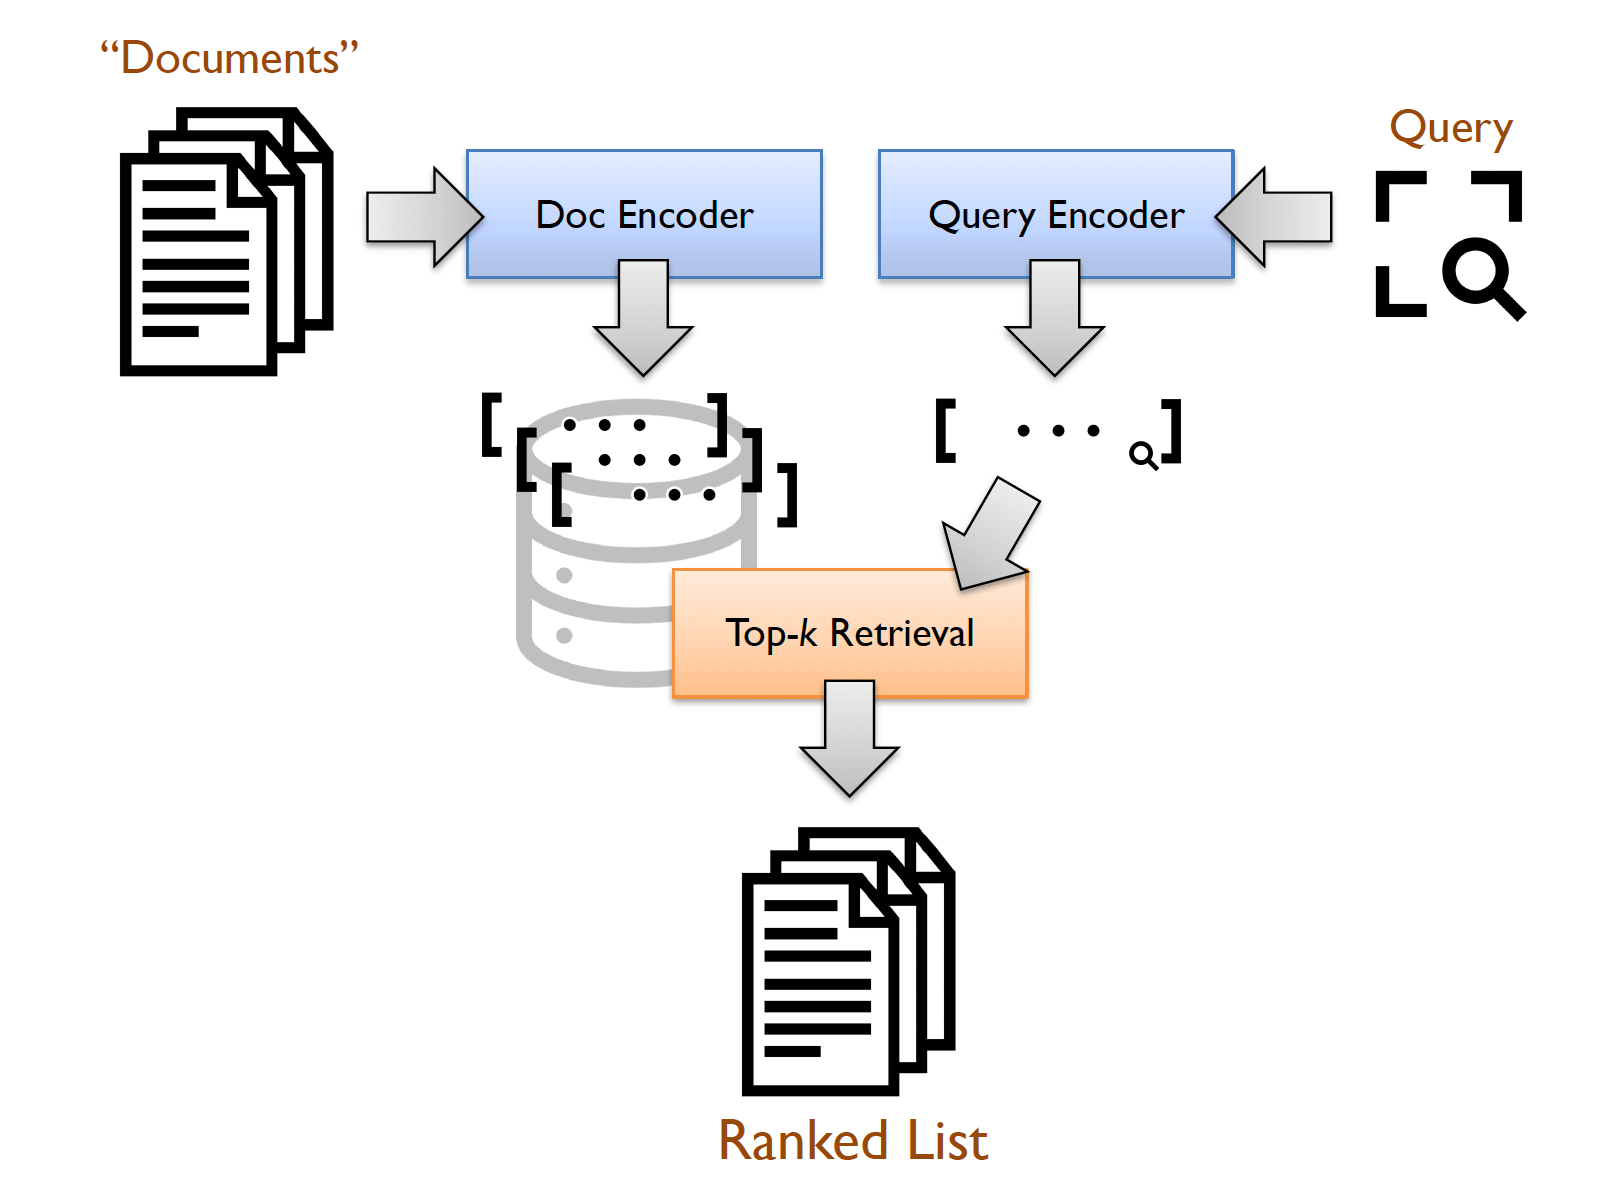 “Documents”
Query
Doc Encoder
Query Encoder
[ • • • ]
[ • • • ]
[ • • • ]
[ • • • ]
Top-k Retrieval
Ranked List